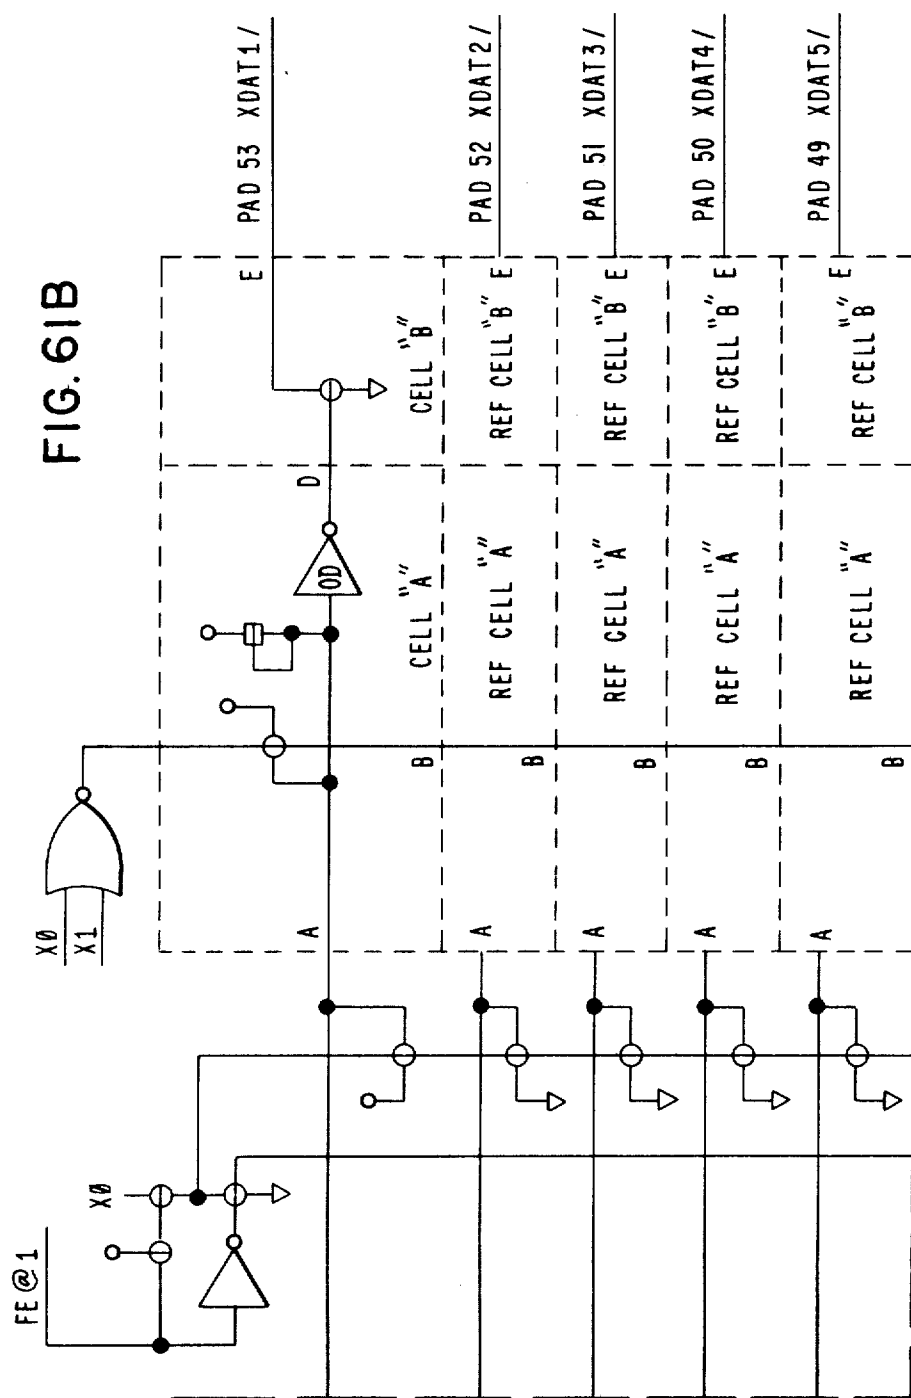 FIG. 61B
FE @ 1
XØ
XØ
X1
A
B
CELL "A"
OD
D
CELL "B"
E
PAD 53 XDAT1/
A
B
REF CELL "A"
REF CELL "B"
E
PAD 52 XDAT2/
A
B
REF CELL "A"
REF CELL "B"
E
PAD 51 XDAT3/
A
B
REF CELL "A"
REF CELL "B"
E
PAD 50 XDAT4/
A
B
REF CELL "A"
REF CELL "B"
E
PAD 49 XDAT5/